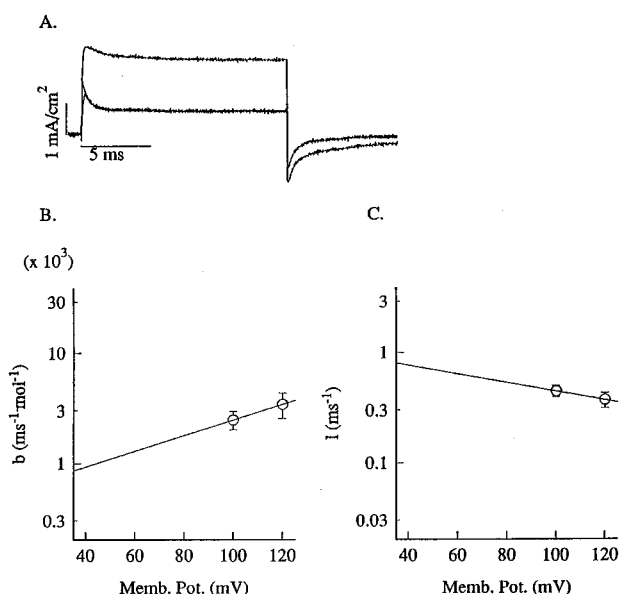 A.
1 mA/cm²
5 ms
B.
C.
(x 10³)
30
10
3
1
0.3
b (ms⁻¹·mol⁻¹)
40 60 80 100 120
Memb. Pot. (mV)
3
1
0.3
0.1
0.03
l (ms⁻¹)
40 60 80 100 120
Memb. Pot. (mV)